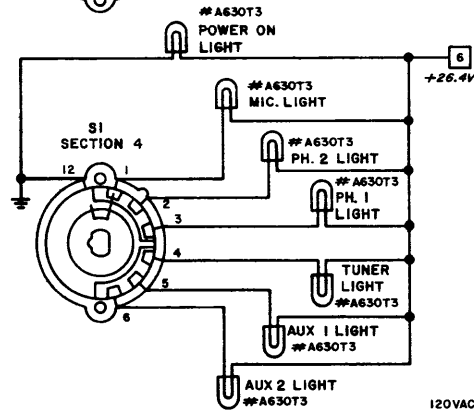 #A630T3
POWER ON
LIGHT
6
+26.4V
#A630T3
MIC. LIGHT
S1
SECTION 4
#A630T3
PH. 2 LIGHT
12
1
2
#A630T3
PH. 1
LIGHT
3
4
TUNER
LIGHT
#A630T3
5
6
AUX 1 LIGHT
#A630T3
AUX 2 LIGHT
#A630T3
120VAC